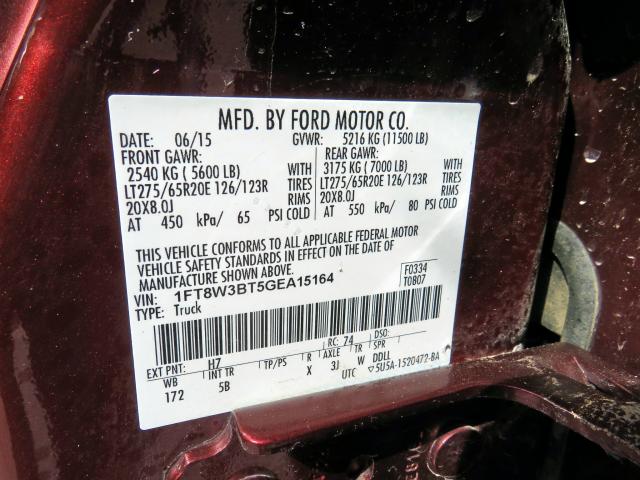 MFD. BY FORD MOTOR CO.
DATE: 06/15 GVWR: 5216 KG (11500 LB)
FRONT GAWR: REAR GAWR:
2540 KG ( 5600 LB) WITH 3175 KG ( 7000 LB) WITH
LT275/65R20E 126/123R TIRES LT275/65R20E 126/123R TIRES
20X8.0J RIMS 20X8.0J RIMS
AT 450 kPa/ 65 PSI COLD AT 550 kPa/ 80 PSI COLD
THIS VEHICLE CONFORMS TO ALL APPLICABLE FEDERAL MOTOR
VEHICLE SAFETY STANDARDS IN EFFECT ON THE DATE OF
MANUFACTURE SHOWN ABOVE.
VIN: 1FT8W3BT5GEA15164 F0334
TYPE: Truck T0807
RC: 74 DSO:
EXT PNT: H7 TP/PS R AXLE TR SPR
WB INT TR X 3J W DDLL
172 5B UTC ▽5U5A-1520472-BA